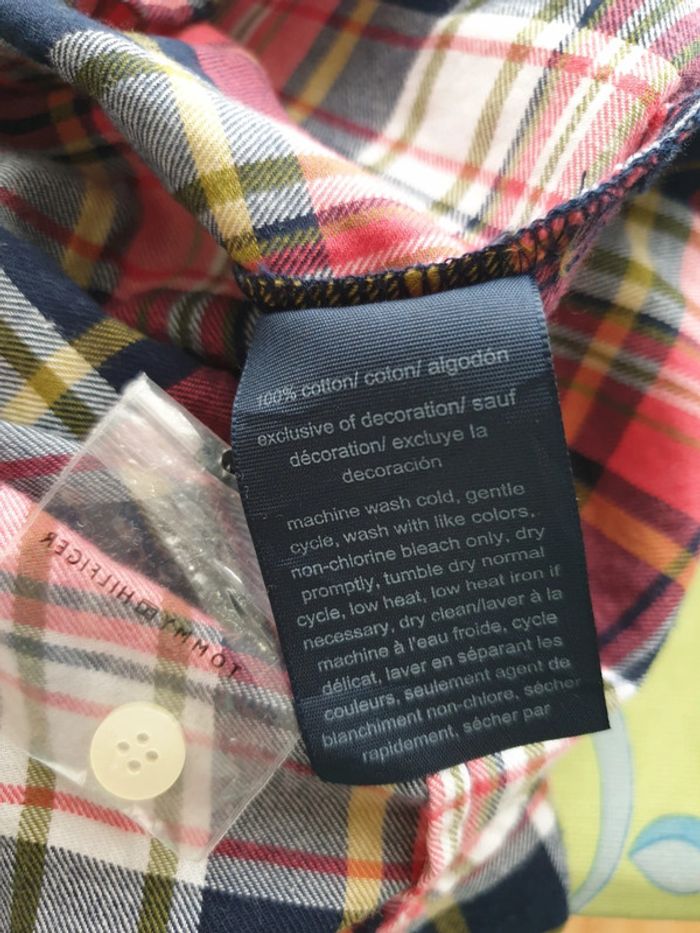 100% cotton/ coton/ algodón
exclusive of decoration/ sauf
décoration/ excluye la
decoración
machine wash cold, gentle
cycle, wash with like colors,
non-chlorine bleach only, dry
promptly, tumble dry normal
cycle, low heat, low heat iron if
necessary, dry clean/laver à la
machine à l'eau froide, cycle
délicat, laver en séparant les
couleurs, seulement agent de
blanchiment non-chlore, sécher
rapidement, sécher par
TOMMY HILFIGER